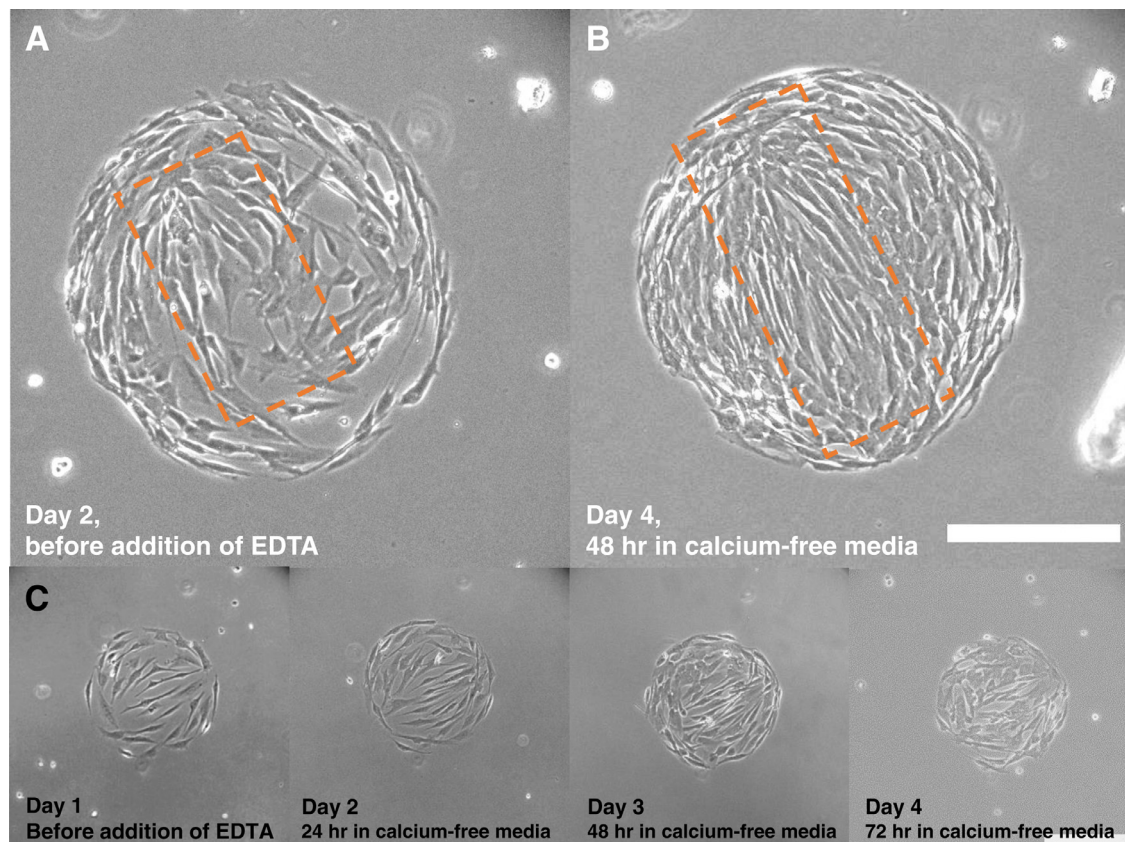 A
B
Day 2,
before addition of EDTA
Day 4,
48 hr in calcium-free media
C
Day 1
Before addition of EDTA
Day 2
24 hr in calcium-free media
Day 3
48 hr in calcium-free media
Day 4
72 hr in calcium-free media